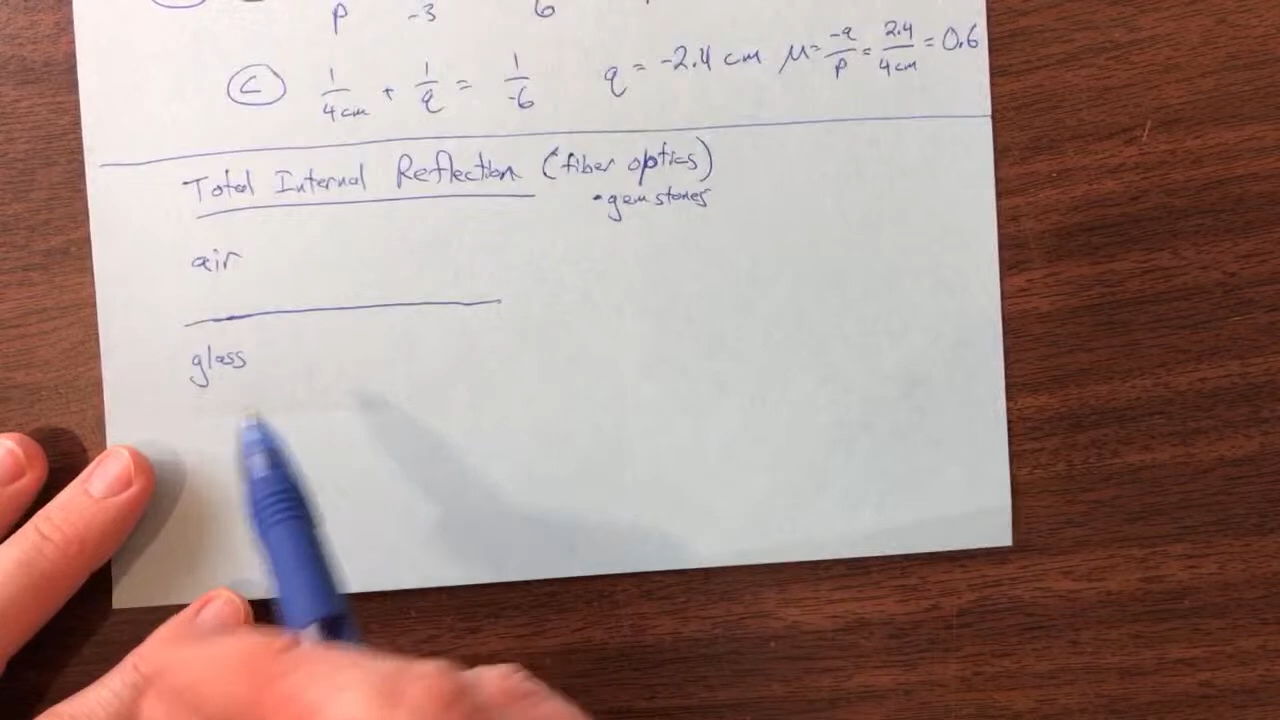 p -3 6
C 1/4cm + 1/q = 1/-6 q = -2.4 cm M = -q/p = 2.4/4cm = 0.6
Total Internal Reflection (fiber optics)
• gem stones
air
glass